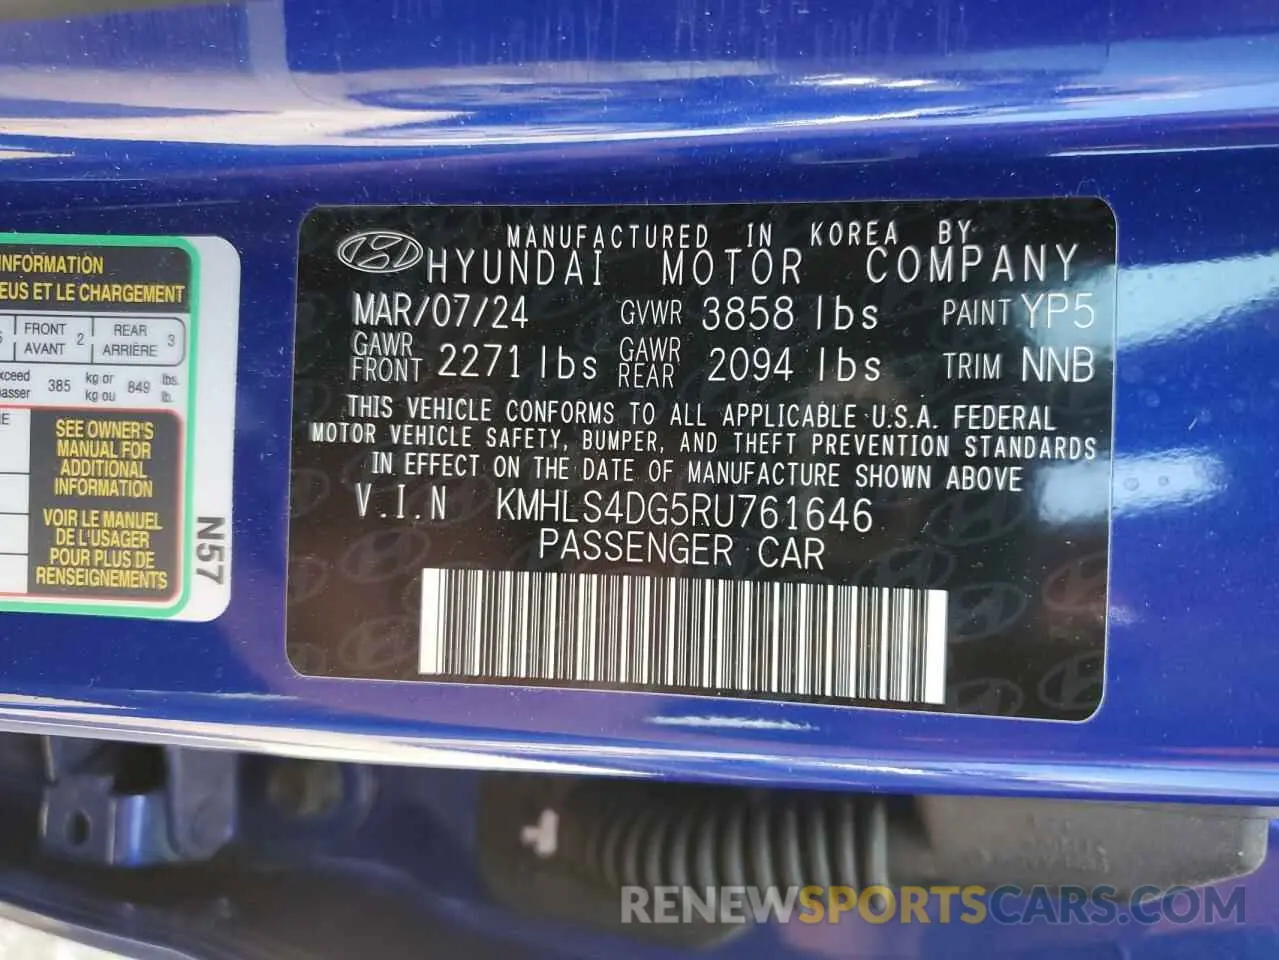 INFORMATION
EUS ET LE CHARGEMENT
FRONT 2 REAR 3
AVANT ARRIÈRE
385 kg or 849 lbs.
kg ou lb.
SEE OWNER'S
MANUAL FOR
ADDITIONAL
INFORMATION
VOIR LE MANUEL
DE L'USAGER
POUR PLUS DE
RENSEIGNEMENTS
N57
MANUFACTURED IN KOREA BY
HYUNDAI MOTOR COMPANY
MAR/07/24 GVWR 3858 lbs PAINT YP5
GAWR FRONT 2271 lbs GAWR REAR 2094 lbs TRIM NNB
THIS VEHICLE CONFORMS TO ALL APPLICABLE U.S.A. FEDERAL
MOTOR VEHICLE SAFETY, BUMPER, AND THEFT PREVENTION STANDARDS
IN EFFECT ON THE DATE OF MANUFACTURE SHOWN ABOVE
V.I.N KMHLS4DG5RU761646
PASSENGER CAR
RENEWSPORTSCARS.COM